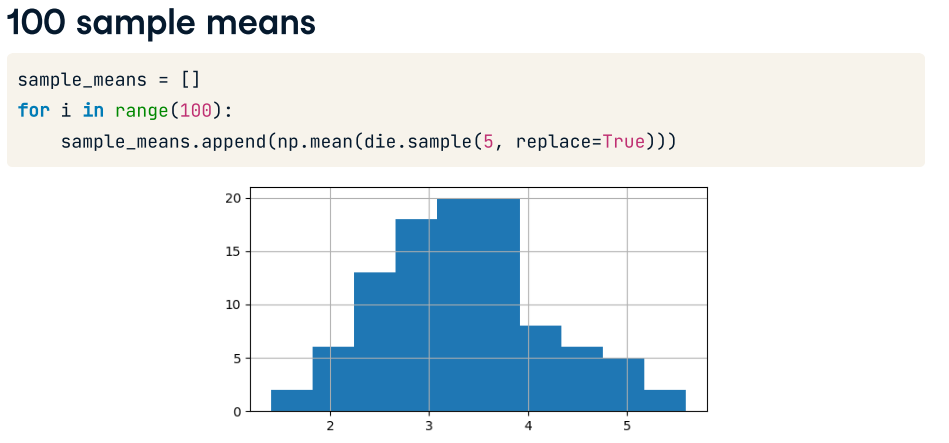 100 sample means
sample_means = []
for i in range(100):
    sample_means.append(np.mean(die.sample(5, replace=True)))
20
15
10
5
0
2 3 4 5